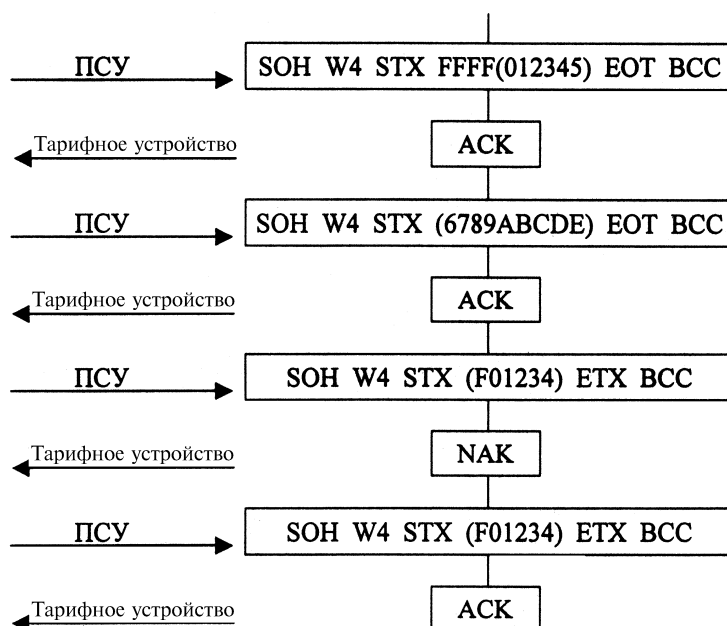 ПСУ SOH W4 STX FFFF(012345) EOT BCC
Тарифное устройство ACK
ПСУ SOH W4 STX (6789ABCDE) EOT BCC
Тарифное устройство ACK
ПСУ SOH W4 STX (F01234) ETX BCC
Тарифное устройство NAK
ПСУ SOH W4 STX (F01234) ETX BCC
Тарифное устройство ACK